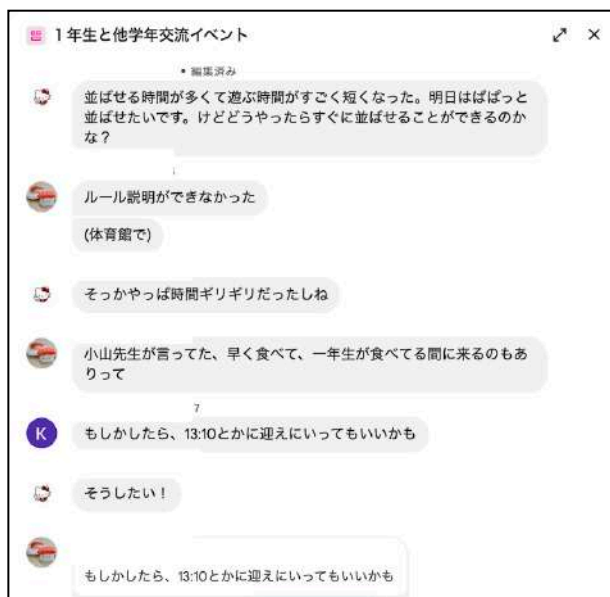 1年生と他学年交流イベント
• 編集済み
並ばせる時間が多くて遊ぶ時間がすごく短くなった。明日はぱぱっと
並ばせたいです。けどどうやったらすぐに並ばせることができるのか
な？
ルール説明ができなかった
(体育館で)
そっかやっぱ時間ギリギリだったしね
小山先生が言ってた、早く食べて、一年生が食べてる間に来るのもあ
りって
7
K
もしかしたら、13:10とかに迎えにいってもいいかも
そうしたい！
もしかしたら、13:10とかに迎えにいってもいいかも